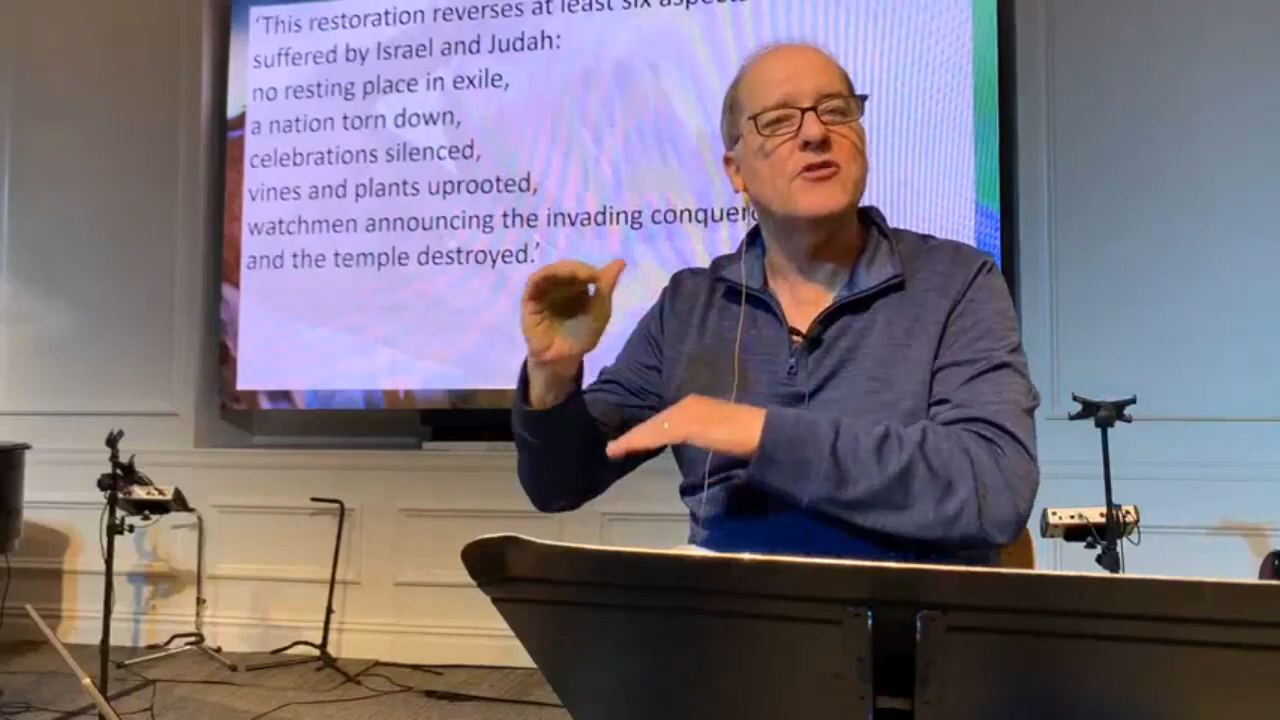 ‘This restoration reverses at least six aspects
suffered by Israel and Judah:
no resting place in exile,
a nation torn down,
celebrations silenced,
vines and plants uprooted,
watchmen announcing the invading
and the temple destroyed.’